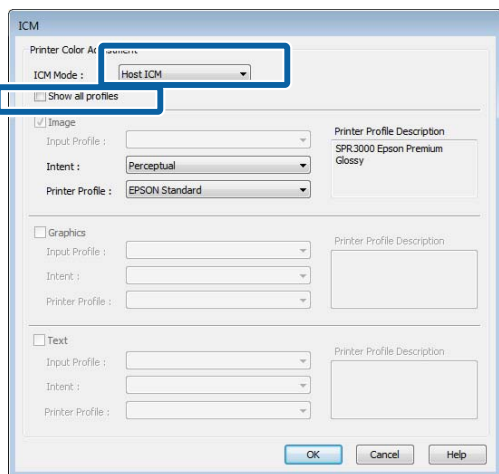 ICM
Printer Color Adjustment
ICM Mode : Host ICM
Show all profiles
Image
Input Profile :
Printer Profile Description
Intent : Perceptual
SPR3000 Epson Premium
Glossy
Printer Profile : EPSON Standard
Graphics
Input Profile :
Printer Profile Description
Intent :
Printer Profile :
Text
Input Profile :
Printer Profile Description
Intent :
Printer Profile :
OK Cancel Help